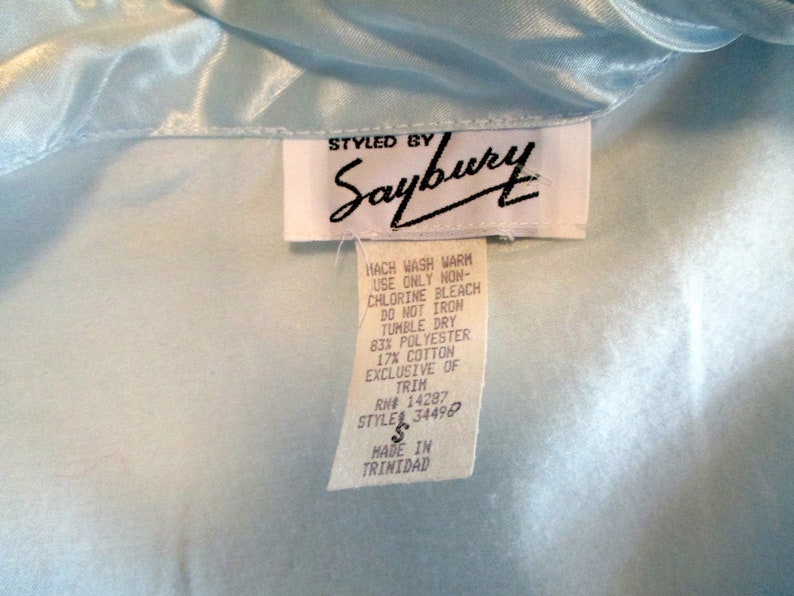 STYLED BY
Saybury
MACH WASH WARM
USE ONLY NON-
CHLORINE BLEACH
DO NOT IRON
TUMBLE DRY
83% POLYESTER
17% COTTON
EXCLUSIVE OF
TRIM
RN# 14287
STYLE# 34490
S
MADE IN
TRINIDAD